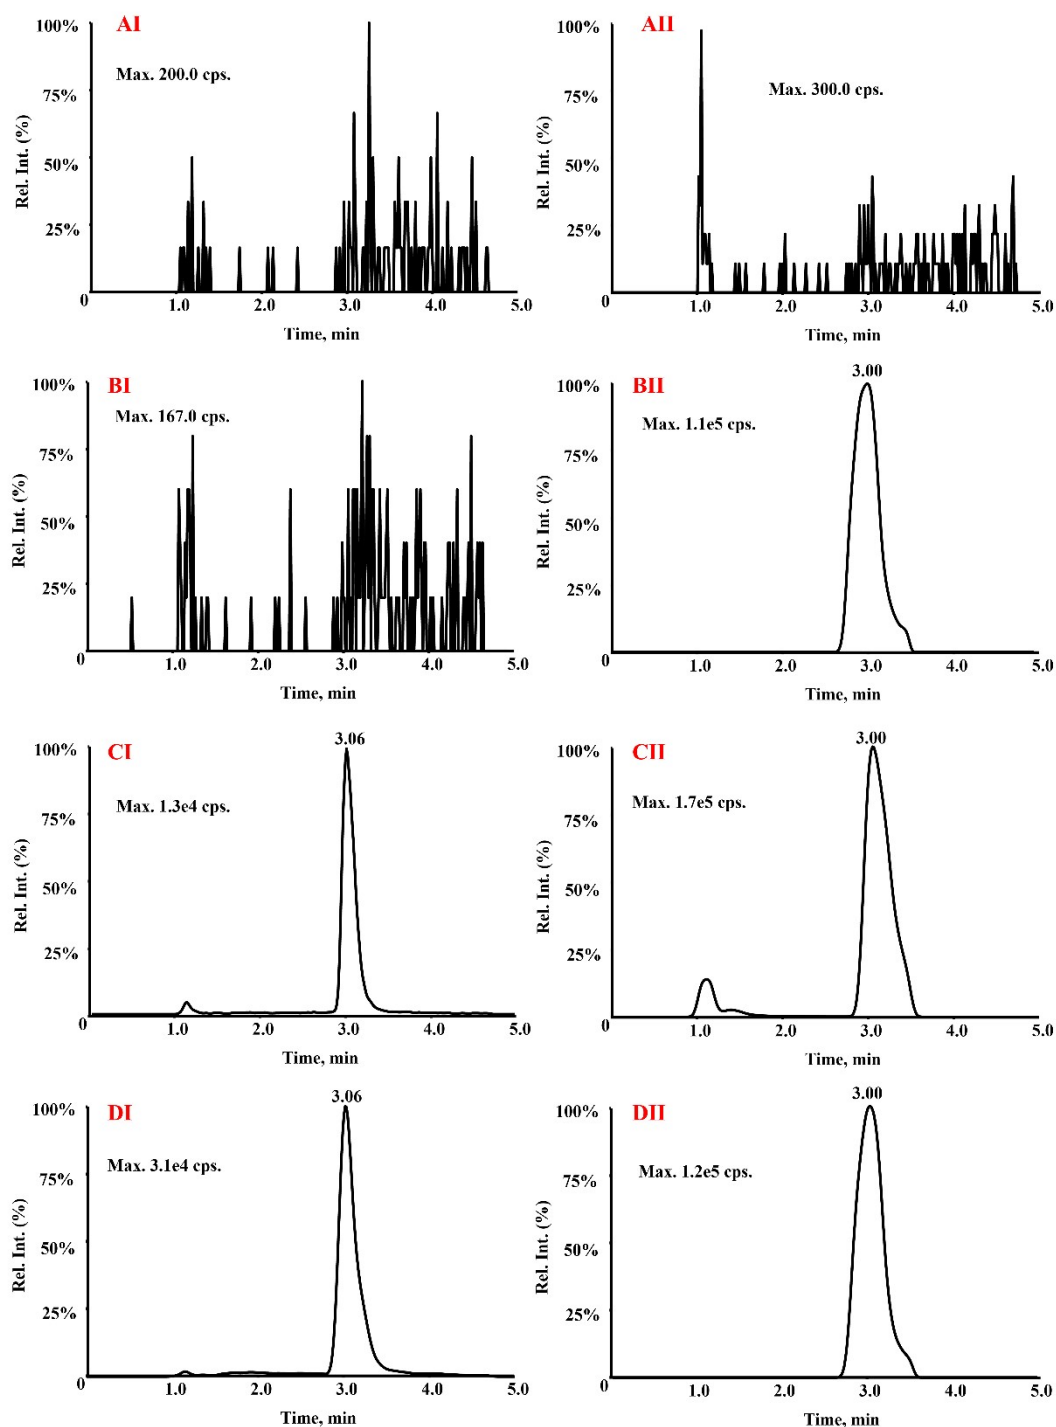 AI
Max. 200.0 cps.
Rel. Int. (%)
100%
75%
50%
25%
0
1.0 2.0 3.0 4.0 5.0
Time, min
AII
Max. 300.0 cps.
Rel. Int. (%)
100%
75%
50%
25%
0
1.0 2.0 3.0 4.0 5.0
Time, min
BI
Max. 167.0 cps.
Rel. Int. (%)
100%
75%
50%
25%
0
1.0 2.0 3.0 4.0 5.0
Time, min
BII
3.00
Max. 1.1e5 cps.
Rel. Int. (%)
100%
75%
50%
25%
0
1.0 2.0 3.0 4.0 5.0
Time, min
CI
3.06
Max. 1.3e4 cps.
Rel. Int. (%)
100%
75%
50%
25%
0
1.0 2.0 3.0 4.0 5.0
Time, min
CII
3.00
Max. 1.7e5 cps.
Rel. Int. (%)
100%
75%
50%
25%
0
1.0 2.0 3.0 4.0 5.0
Time, min
DI
3.06
Max. 3.1e4 cps.
Rel. Int. (%)
100%
75%
50%
25%
0
1.0 2.0 3.0 4.0 5.0
Time, min
DII
3.00
Max. 1.2e5 cps.
Rel. Int. (%)
100%
75%
50%
25%
0
1.0 2.0 3.0 4.0 5.0
Time, min